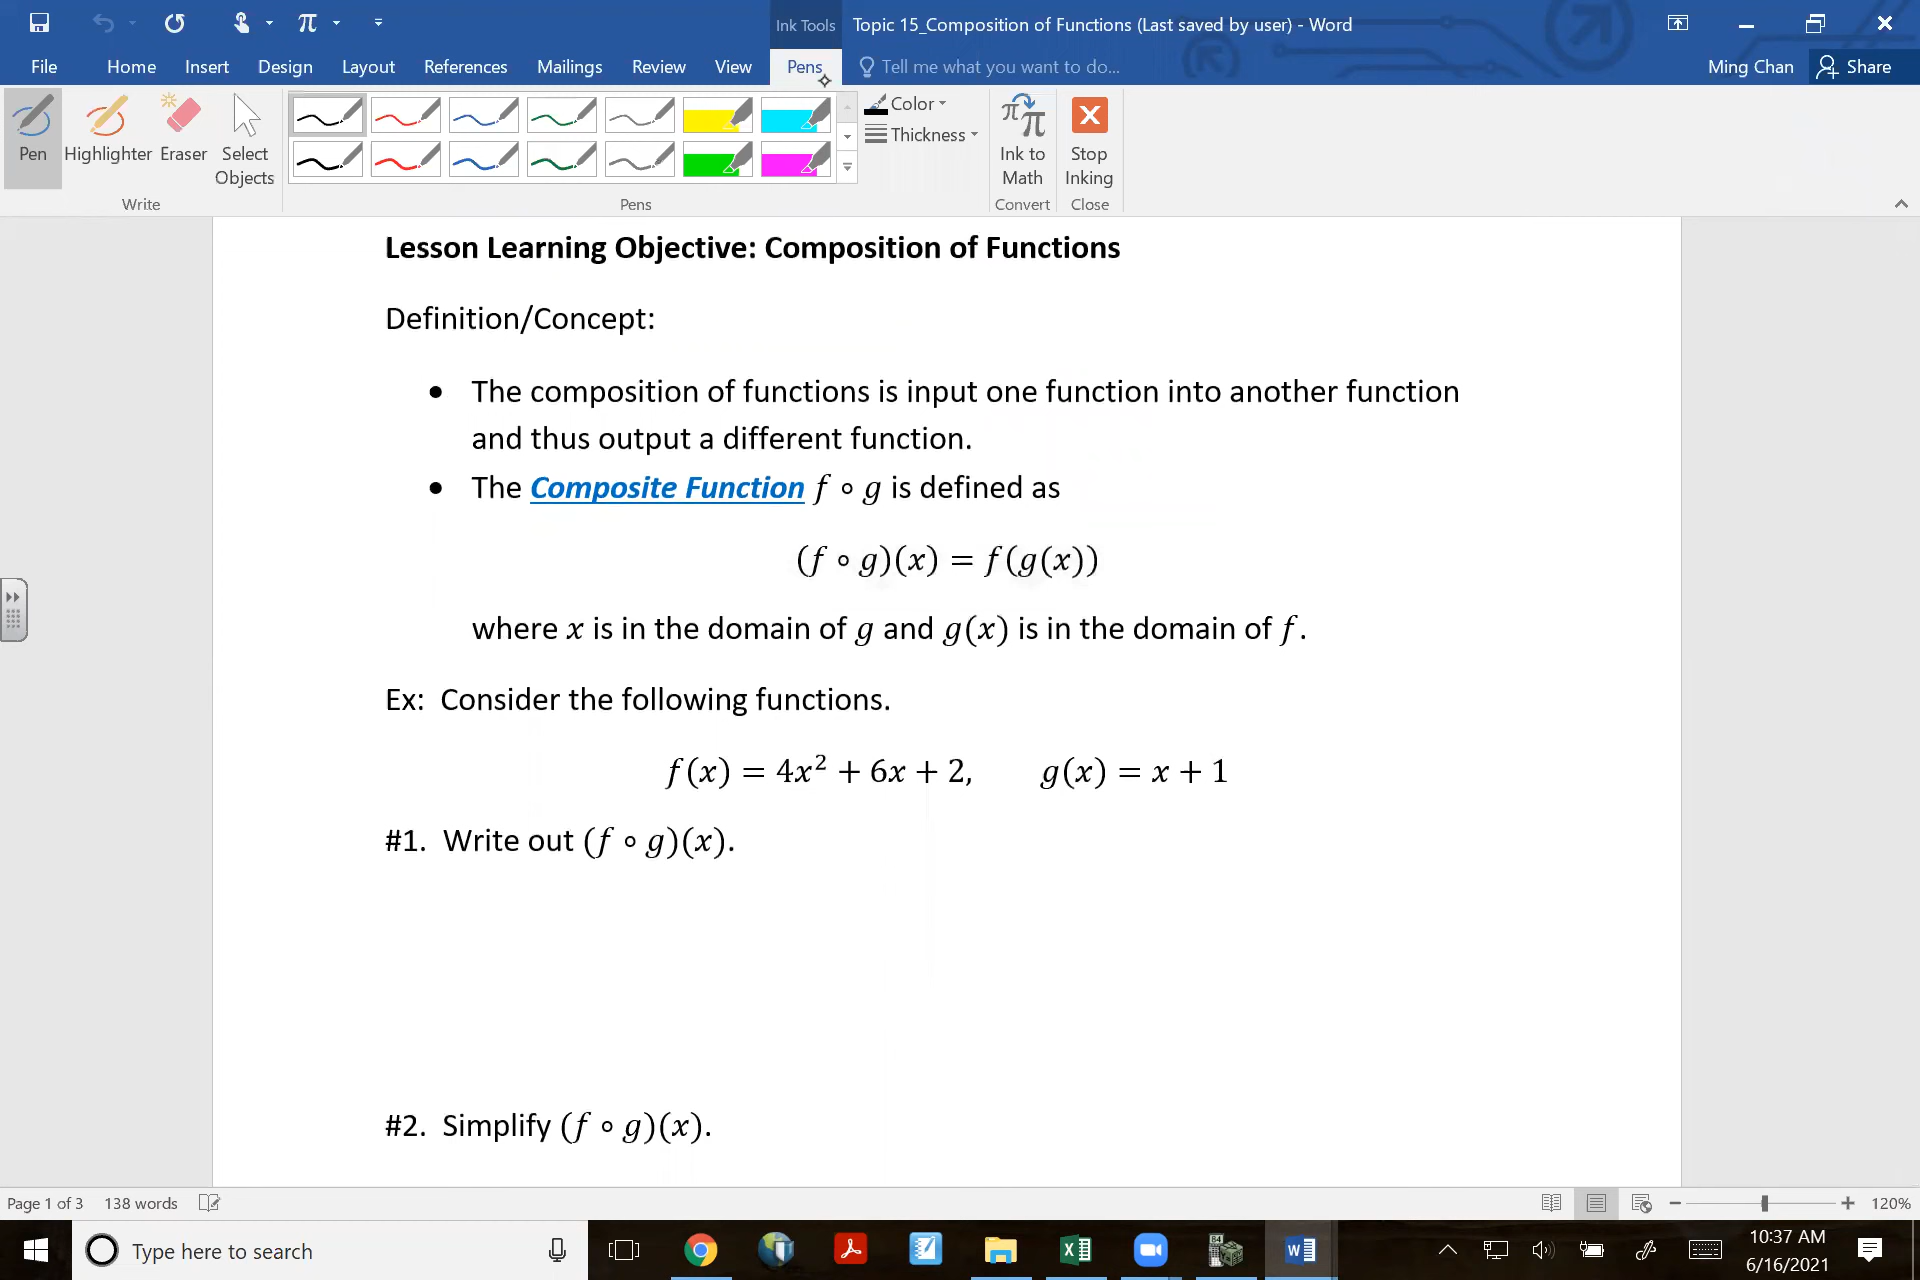 Ink Tools
Topic 15_Composition of Functions (Last saved by user) - Word
File Home Insert Design Layout References Mailings Review View Pens Tell me what you want to do... Ming Chan Share
Pen Highlighter Eraser Select Objects
Color
Thickness
Ink to Math
Stop Inking
Write Pens Convert Close
Lesson Learning Objective: Composition of Functions
Definition/Concept:
• The composition of functions is input one function into another function
and thus output a different function.
• The Composite Function f ∘ g is defined as
(f ∘ g)(x) = f(g(x))
where x is in the domain of g and g(x) is in the domain of f.
Ex: Consider the following functions.
f(x) = 4x² + 6x + 2, g(x) = x + 1
#1. Write out (f ∘ g)(x).
#2. Simplify (f ∘ g)(x).
Page 1 of 3 138 words 120%
Type here to search
10:37 AM
6/16/2021